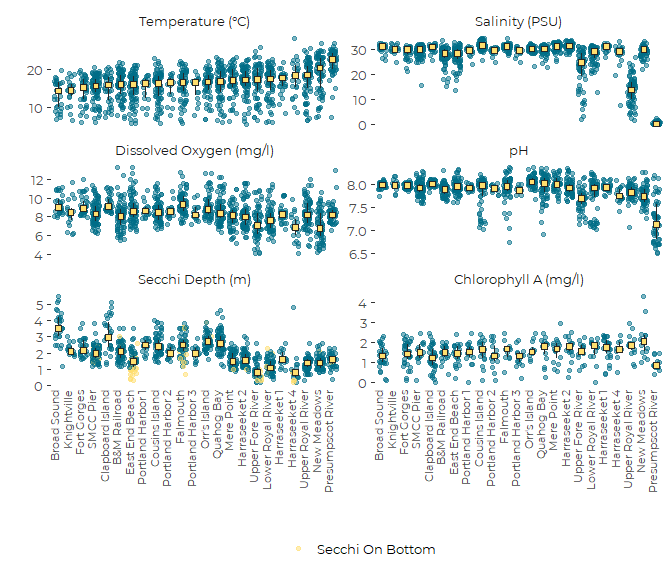 Temperature (°C)
20
10
Salinity (PSU)
30
20
10
0
Dissolved Oxygen (mg/l)
12
10
8
6
4
pH
8.0
7.5
7.0
6.5
Secchi Depth (m)
5
4
3
2
1
0
Chlorophyll A (mg/l)
4
3
2
1
0
Broad Sound
Knightville
Fort Gorges
SMCC Pier
Clapboard Island
B&M Railroad
East End Beach
Portland Harbor 1
Cousins Island
Portland Harbor 2
Falmouth
Portland Harbor 3
Orrs Island
Quahog Bay
Mere Point
Harraseeket 2
Upper Fore River
Lower Royal River
Harraseeket 1
Harraseeket 4
Upper Royal River
New Meadows
Presumpscot River
Broad Sound
Knightville
Fort Gorges
SMCC Pier
Clapboard Island
B&M Railroad
East End Beach
Portland Harbor 1
Cousins Island
Portland Harbor 2
Falmouth
Portland Harbor 3
Orrs Island
Quahog Bay
Mere Point
Harraseeket 2
Upper Fore River
Lower Royal River
Harraseeket 1
Harraseeket 4
Upper Royal River
New Meadows
Presumpscot River
Secchi On Bottom